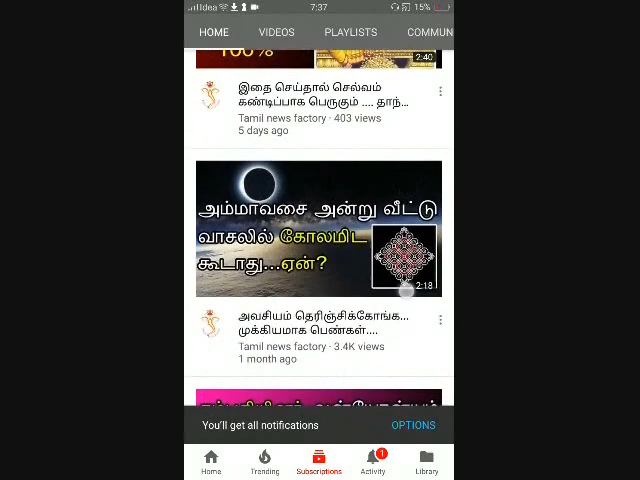 Idea 7:37 15%
HOME VIDEOS PLAYLISTS COMMUN
100%
2:40
இதை செய்தால் செல்வம்
கண்டிப்பாக பெருகும் .... தாந்...
Tamil news factory · 403 views
5 days ago
அம்மாவசை அன்று வீட்டு
வாசலில் கோலமிட
கூடாது...ஏன்?
2:18
அவசியம் தெரிஞ்சிக்கோங்க...
முக்கியமாக பெண்கள்....
Tamil news factory · 3.4K views
1 month ago
You'll get all notifications OPTIONS
1
Home Trending Subscriptions Activity Library